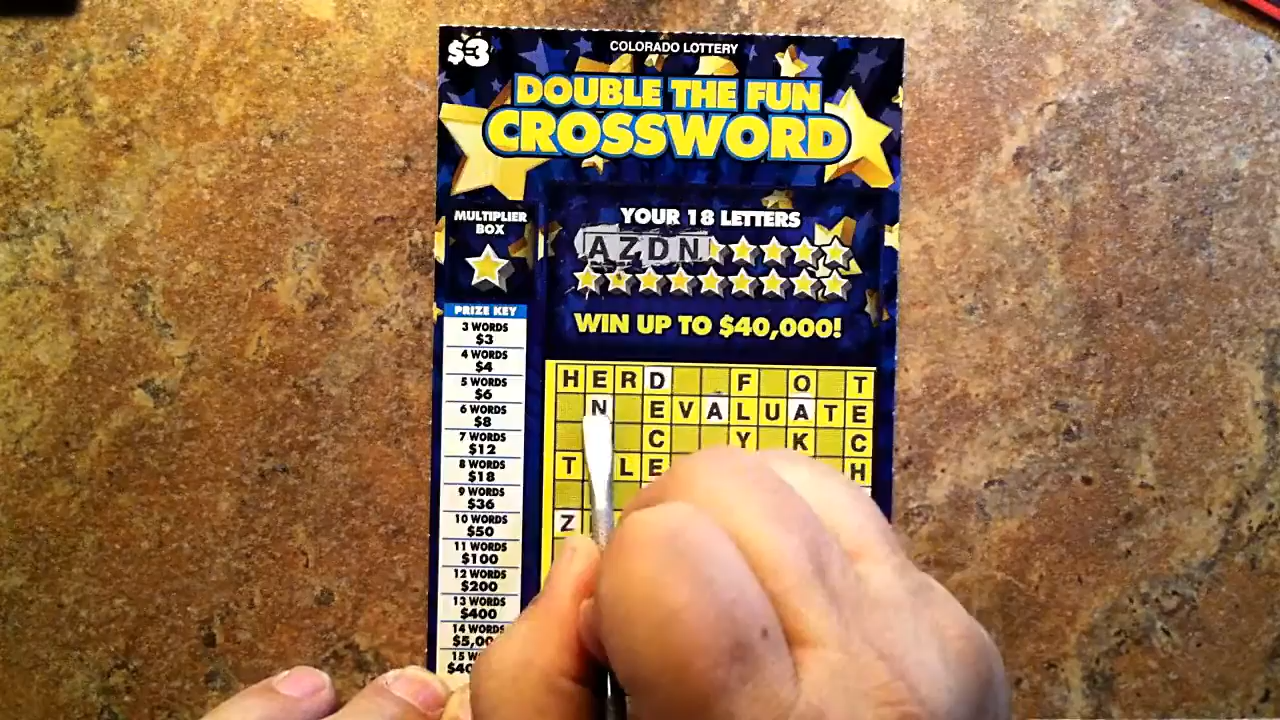 $3
COLORADO LOTTERY
DOUBLE THE FUN
CROSSWORD
MULTIPLIER
BOX
YOUR 18 LETTERS
AZDN
WIN UP TO $40,000!
PRIZE KEY
3 WORDS
$3
4 WORDS
$4
5 WORDS
$6
6 WORDS
$8
7 WORDS
$12
8 WORDS
$18
9 WORDS
$36
10 WORDS
$50
11 WORDS
$100
12 WORDS
$200
13 WORDS
$400
14 WORDS
HERD F O T
N EVALUATE
C Y K C
T LE H
Z